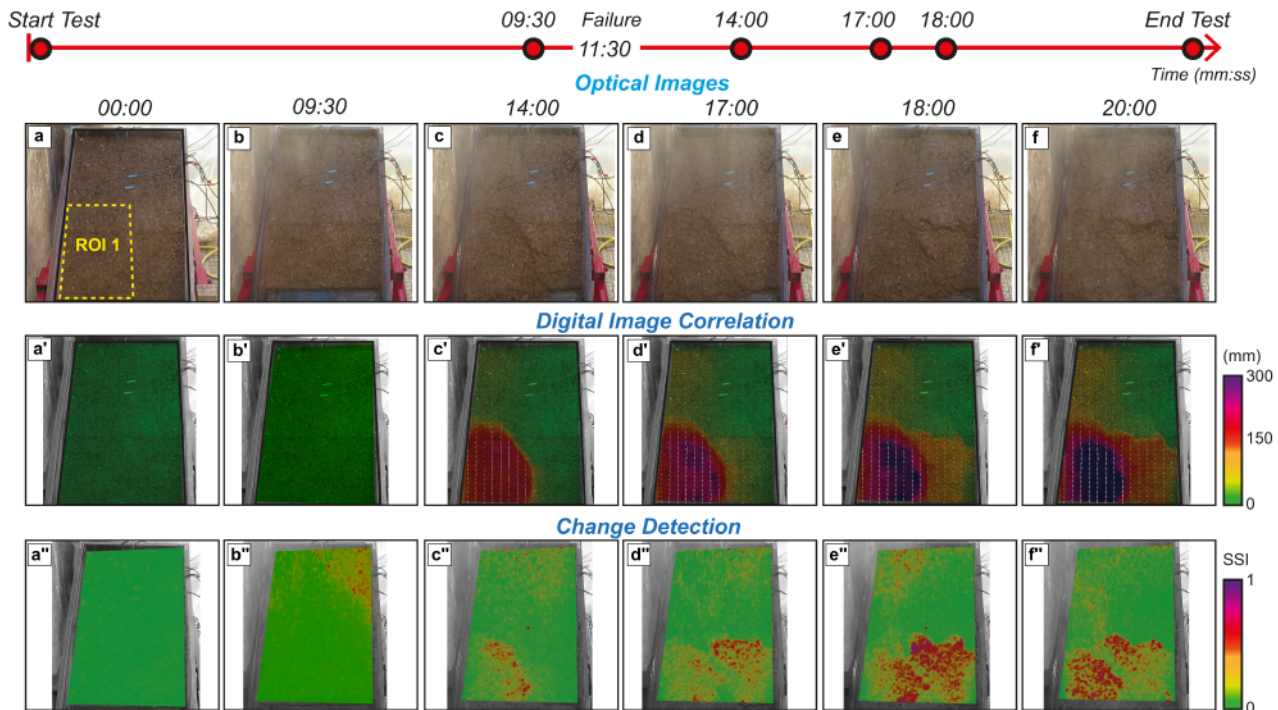 Start Test 09:30 Failure 14:00 17:00 18:00 End Test
11:30
Time (mm:ss)
Optical Images
00:00 09:30 14:00 17:00 18:00 20:00
a b c d e f
ROI 1
Digital Image Correlation
a' b' c' d' e' f'
(mm)
300
150
0
Change Detection
a" b" c" d" e" f"
SSI
1
0